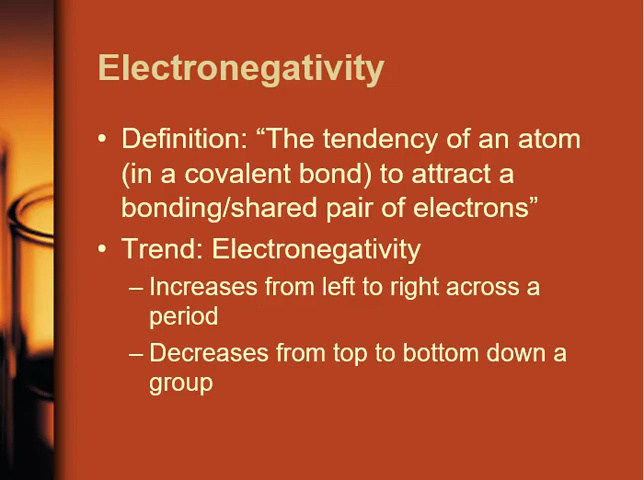 Electronegativity
• Definition: “The tendency of an atom
(in a covalent bond) to attract a
bonding/shared pair of electrons”
• Trend: Electronegativity
– Increases from left to right across a
period
– Decreases from top to bottom down a
group